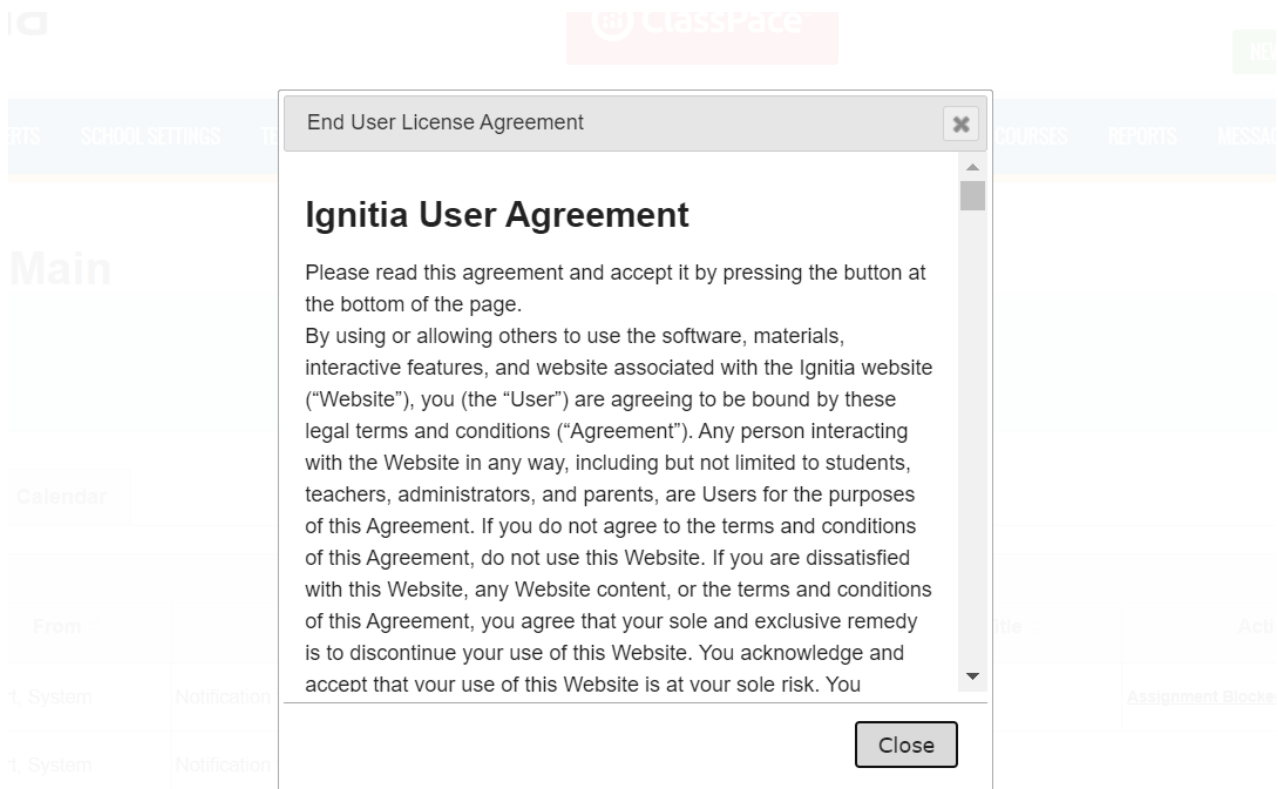 ClassPace
NEW
SCHOOL SETTINGS
COURSES
REPORTS
End User License Agreement
Ignitia User Agreement
Main
Please read this agreement and accept it by pressing the button at
the bottom of the page.
By using or allowing others to use the software, materials,
interactive features, and website associated with the Ignitia website
(“Website”), you (the “User”) are agreeing to be bound by these
legal terms and conditions (“Agreement”). Any person interacting
with the Website in any way, including but not limited to students,
teachers, administrators, and parents, are Users for the purposes
Calendar
of this Agreement. If you do not agree to the terms and conditions
of this Agreement, do not use this Website. If you are dissatisfied
with this Website, any Website content, or the terms and conditions
of this Agreement, you agree that your sole and exclusive remedy
From
is to discontinue your use of this Website. You acknowledge and
accept that your use of this Website is at your sole risk. You
System Notification
Assignment Blocke
Close
System Notification